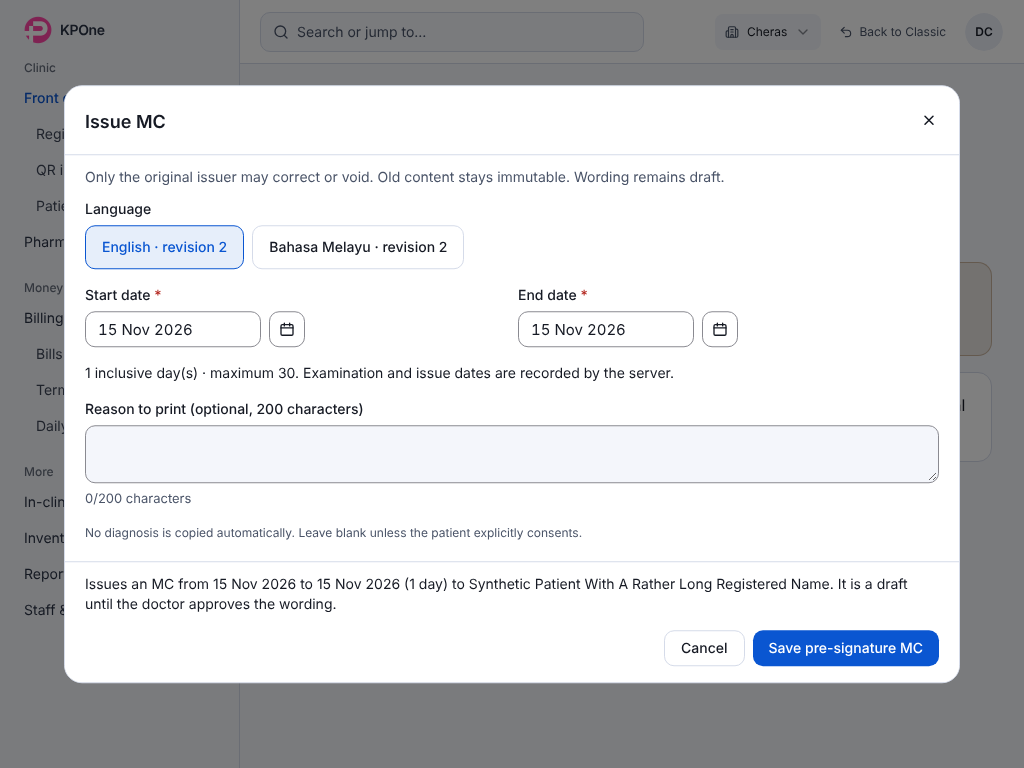 KPOne
Search or jump to...
Cheras
Back to Classic
DC
Clinic
Front
Regi
QR i
Patie
Pharm
Money
Billing
Bills
Term
Daily
More
In-clin
Invent
Repor
Staff &
Issue MC
Only the original issuer may correct or void. Old content stays immutable. Wording remains draft.
Language
English · revision 2
Bahasa Melayu · revision 2
Start date *
End date *
15 Nov 2026
15 Nov 2026
1 inclusive day(s) · maximum 30. Examination and issue dates are recorded by the server.
Reason to print (optional, 200 characters)
0/200 characters
No diagnosis is copied automatically. Leave blank unless the patient explicitly consents.
Issues an MC from 15 Nov 2026 to 15 Nov 2026 (1 day) to Synthetic Patient With A Rather Long Registered Name. It is a draft
until the doctor approves the wording.
Cancel
Save pre-signature MC